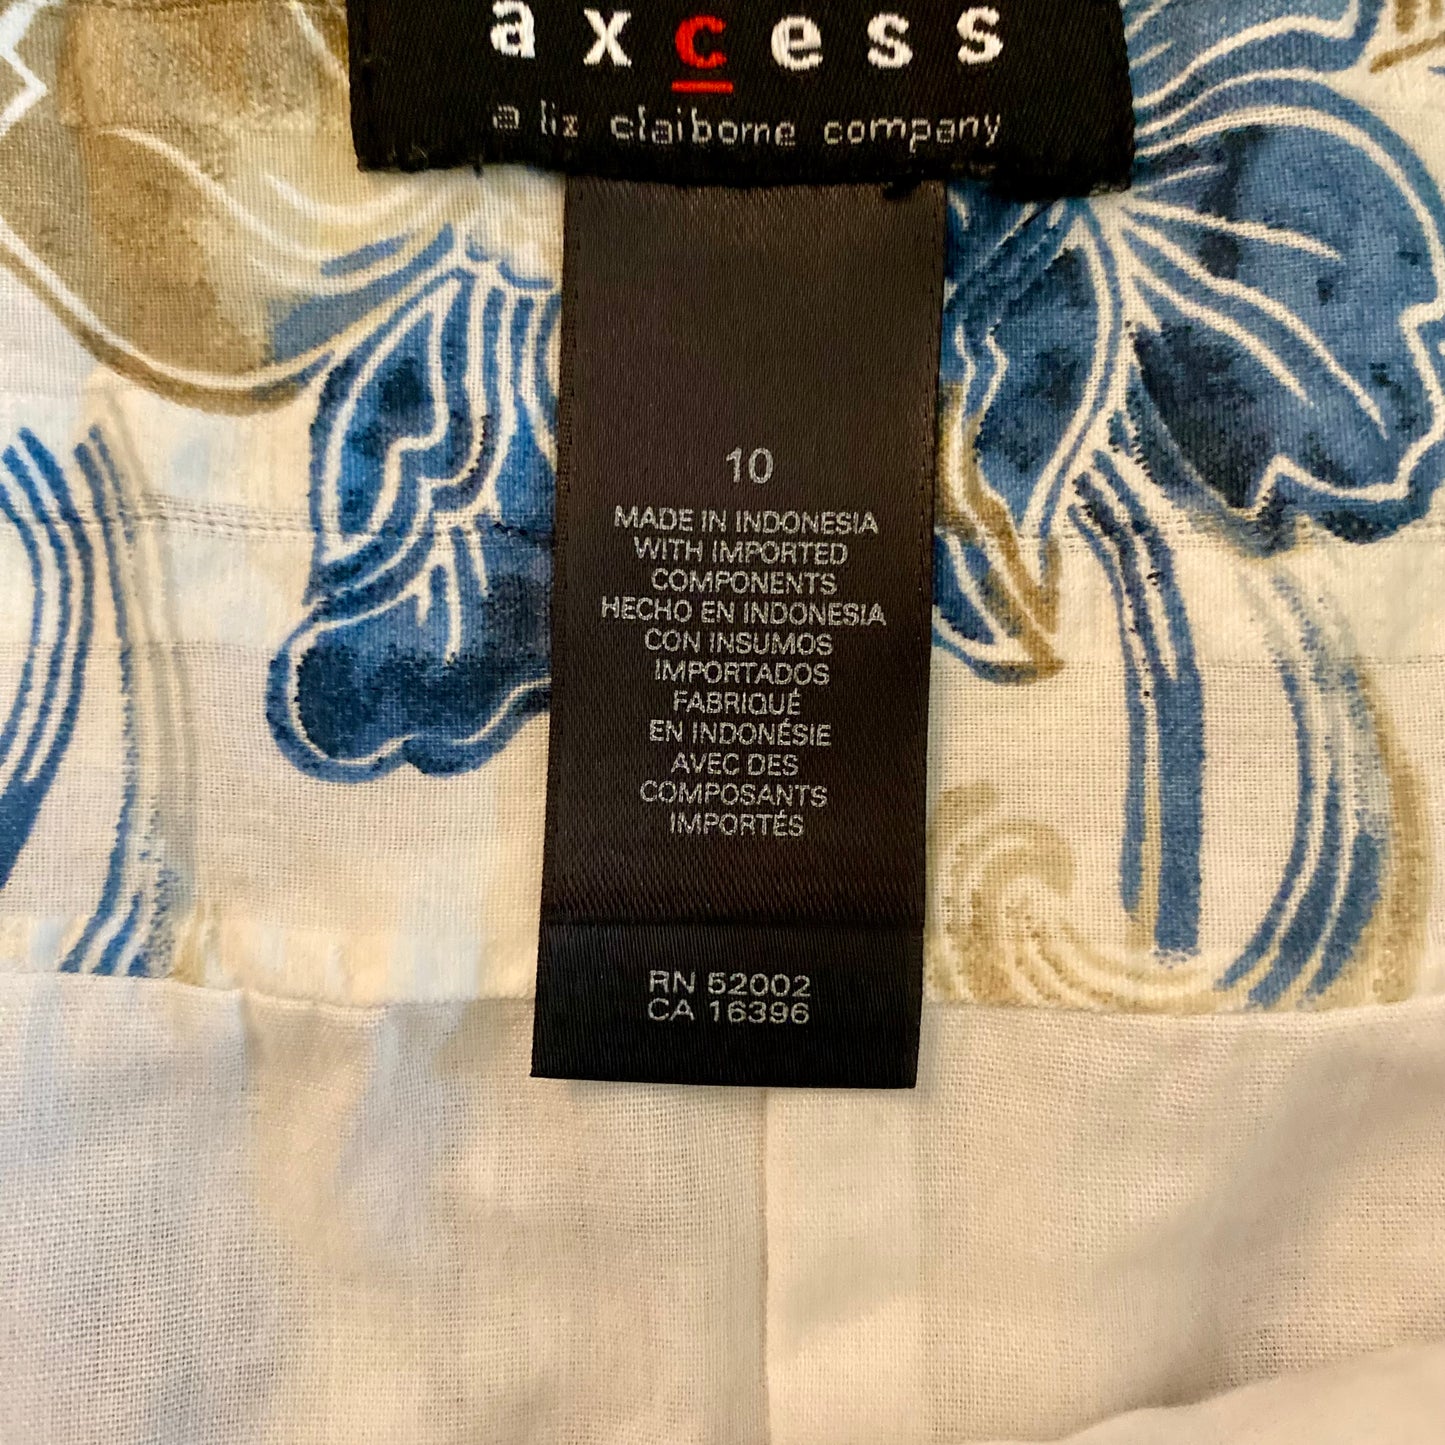 axcess
a liz claiborne company
10
MADE IN INDONESIA
WITH IMPORTED
COMPONENTS
HECHO EN INDONESIA
CON INSUMOS
IMPORTADOS
FABRIQUÉ
EN INDONÉSIE
AVEC DES
COMPOSANTS
IMPORTÉS
RN 52002
CA 16396